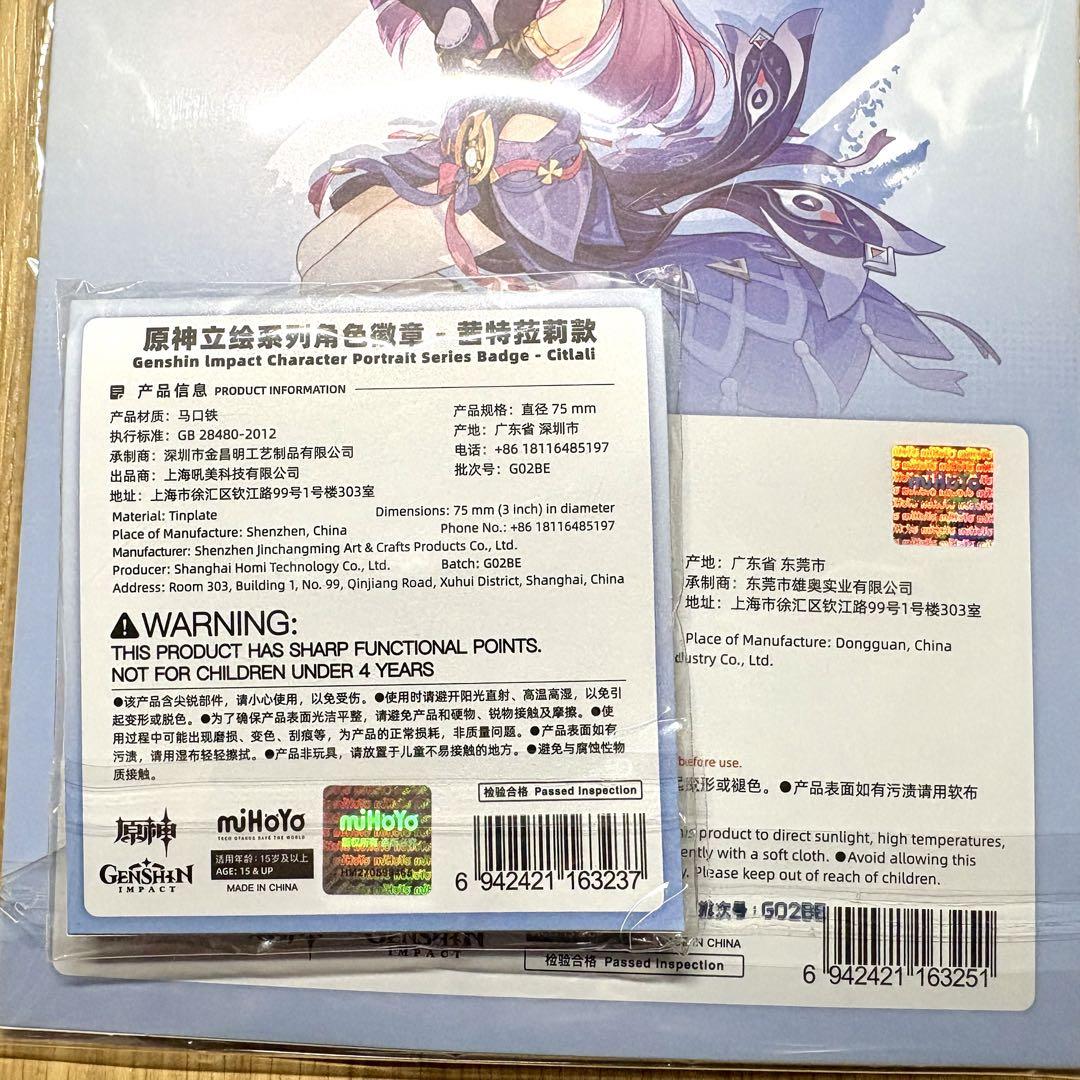 原神立绘系列角色徽章 - 茜特菈莉款
Genshin Impact Character Portrait Series Badge - Citlali
产品信息 PRODUCT INFORMATION
产品材质：马口铁
产品规格：直径 75 mm
执行标准：GB 28480-2012
产地：广东省 深圳市
承制商：深圳市金昌明工艺制品有限公司
电话：+86 18116485197
出品商：上海吼美科技有限公司
批次号：G02BE
地址：上海市徐汇区钦江路99号1号楼303室
Material: Tinplate
Dimensions: 75 mm (3 inch) in diameter
Place of Manufacture: Shenzhen, China
Phone No.: +86 18116485197
Manufacturer: Shenzhen Jinchangming Art & Crafts Products Co., Ltd.
Producer: Shanghai Homi Technology Co., Ltd.
Batch: G02BE
Address: Room 303, Building 1, No. 99, Qinjiang Road, Xuhui District, Shanghai, China
WARNING:
THIS PRODUCT HAS SHARP FUNCTIONAL POINTS.
NOT FOR CHILDREN UNDER 4 YEARS
●该产品含尖锐部件，请小心使用，以免受伤。●使用时请避开阳光直射、高温高湿，以免引
起变形或脱色。●为了确保产品表面光洁平整，请避免产品和硬物、锐物接触及摩擦。●使
用过程中可能出现磨损、变色、刮痕等，为产品的正常损耗，非质量问题。●产品表面如有
污渍，请用湿布轻轻擦拭。●产品非玩具，请放置于儿童不易接触的地方。●避免与腐蚀性物
质接触。
检验合格 Passed Inspection
原神
GENSHIN
IMPACT
miHoYo
TECH OTAKUS SAVE THE WORLD
适用年龄：15岁及以上
AGE: 15 & UP
MADE IN CHINA
miHoYo
6 942421 163237
miHoYo
产地：广东省 东莞市
承制商：东莞市雄奥实业有限公司
地址：上海市徐汇区钦江路99号1号楼303室
Place of Manufacture: Dongguan, China
Co., Ltd.
before use.
变形或褪色。●产品表面如有污渍请用软布
product to direct sunlight, high temperatures,
with a soft cloth. ●Avoid allowing this
Please keep out of reach of children.
批次号：G02BE
IN CHINA
GENSHIN
IMPACT
检验合格 Passed Inspection
6 942421 163251